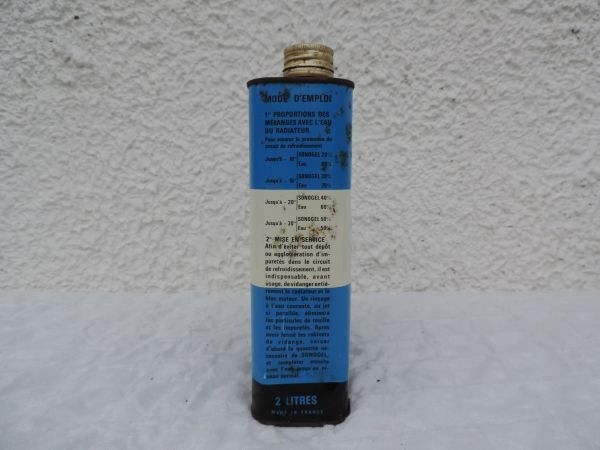 MODE D'EMPLOI
1° PROPORTIONS DES
MÉLANGES AVEC L'EAU
DU RADIATEUR.
Pour assurer la protection du
circuit de refroidissement
Jusqu'à - 10° SONOGEL 20%
Eau 80%
Jusqu'à - 15° SONOGEL 30%
Eau 70%
Jusqu'à - 20° SONOGEL 40%
Eau 60%
Jusqu'à - 30° SONOGEL 50%
Eau 50%
2° MISE EN SERVICE
Afin d'éviter tout dépôt
ou agglomération d'im-
puretés dans le circuit
de refroidissement, il est
indispensable, avant
usage, de vidanger entiè-
rement le radiateur et le
bloc moteur. Un rinçage
à l'eau courante, au jet
si possible, éliminera
les particules de rouille
et les impuretés. Après
avoir fermé les robinets
de vidange, verser
d'abord la quantité né-
cessaire de SONOGEL,
et compléter ensuite
avec l'eau jusqu'au ni-
veau normal.
2 LITRES
MADE IN FRANCE